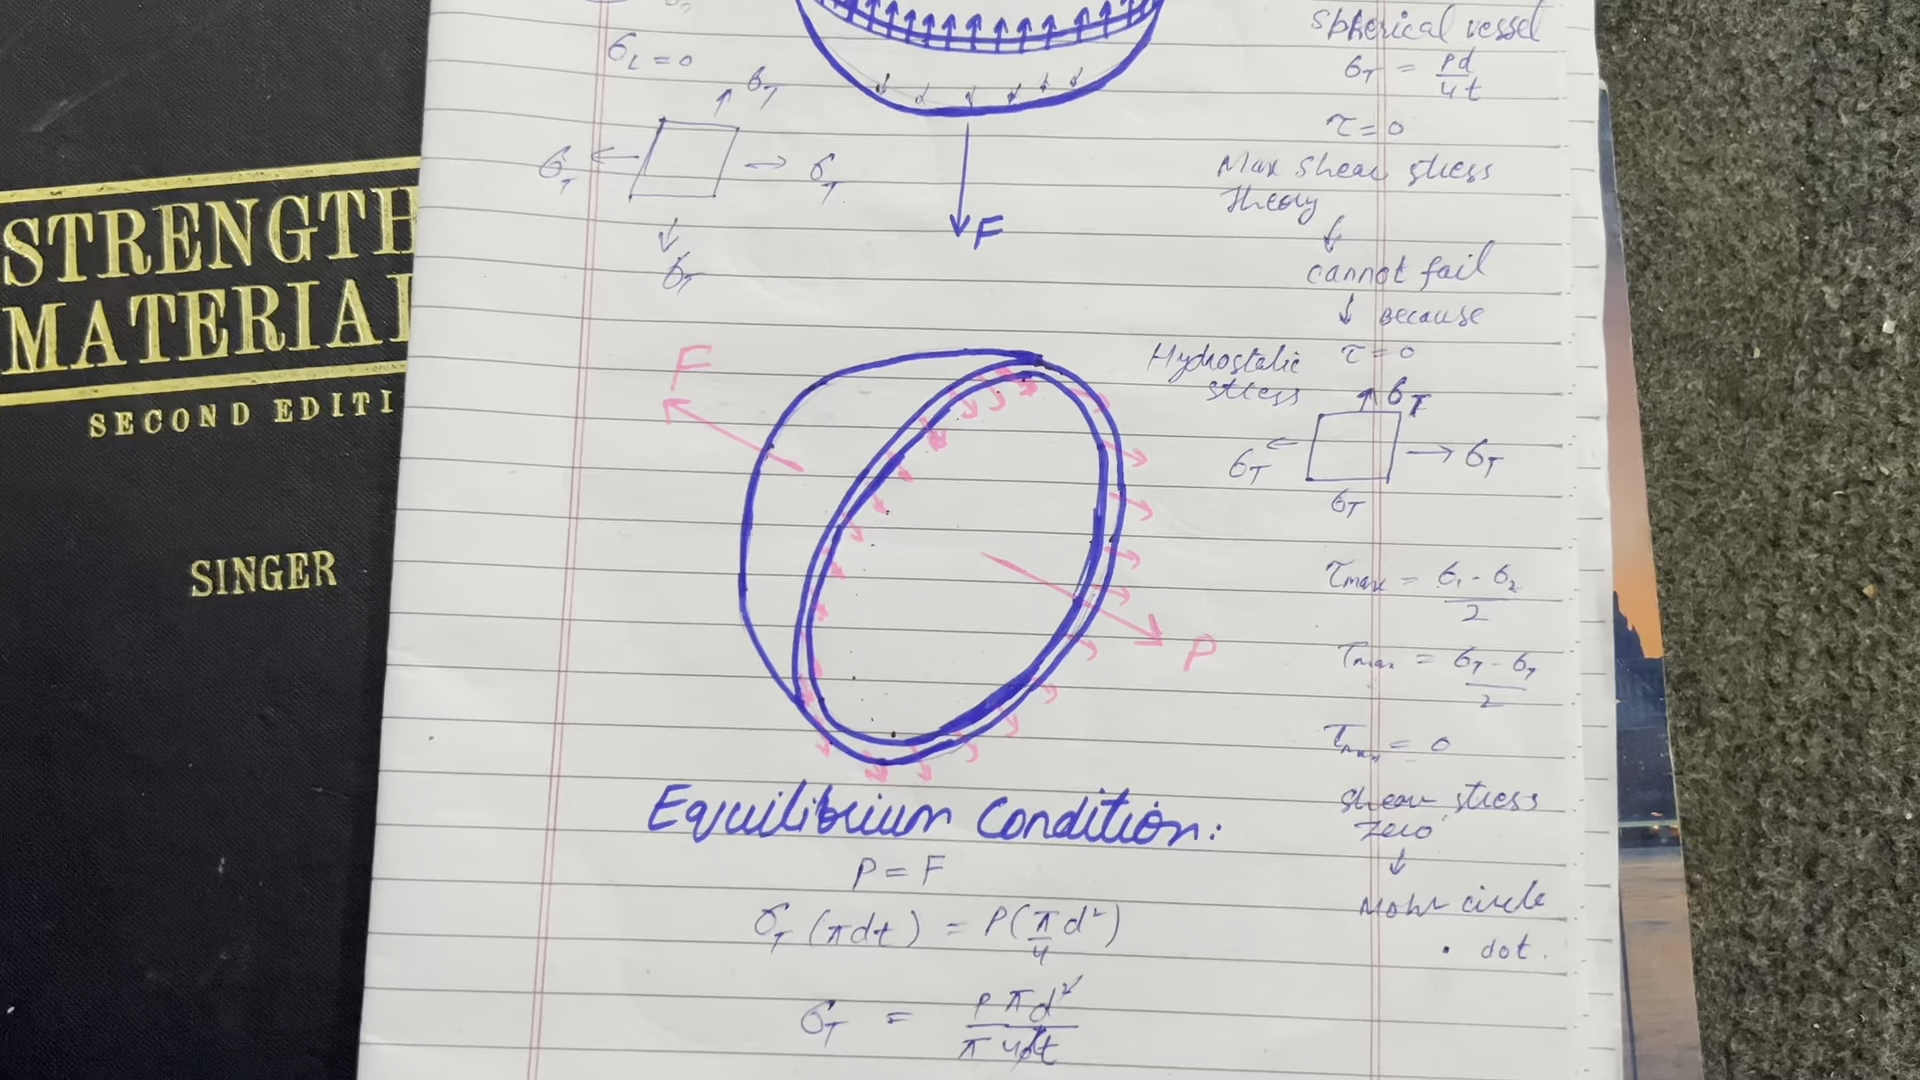 STRENGTH
MATERIAL
SECOND EDITI
SINGER
σL = 0
σT
σT
σT
σT
F
Spherical vessel
σT = Pd/4t
τ = 0
Max Shear stress
theory
↓
cannot fail
↓ Because
Hydrostatic τ = 0
stress
σT
σT
σT
σT
τmax = σ1 - σ2 / 2
τmax = σT - σT / 2
τmax = 0
Shear stress
zero
↓
Mohr circle
. dot.
F
P
Equilibrium Condition:
P = F
σT (πdt) = P(π/4 d²)
σT = Pπd² / π4dt